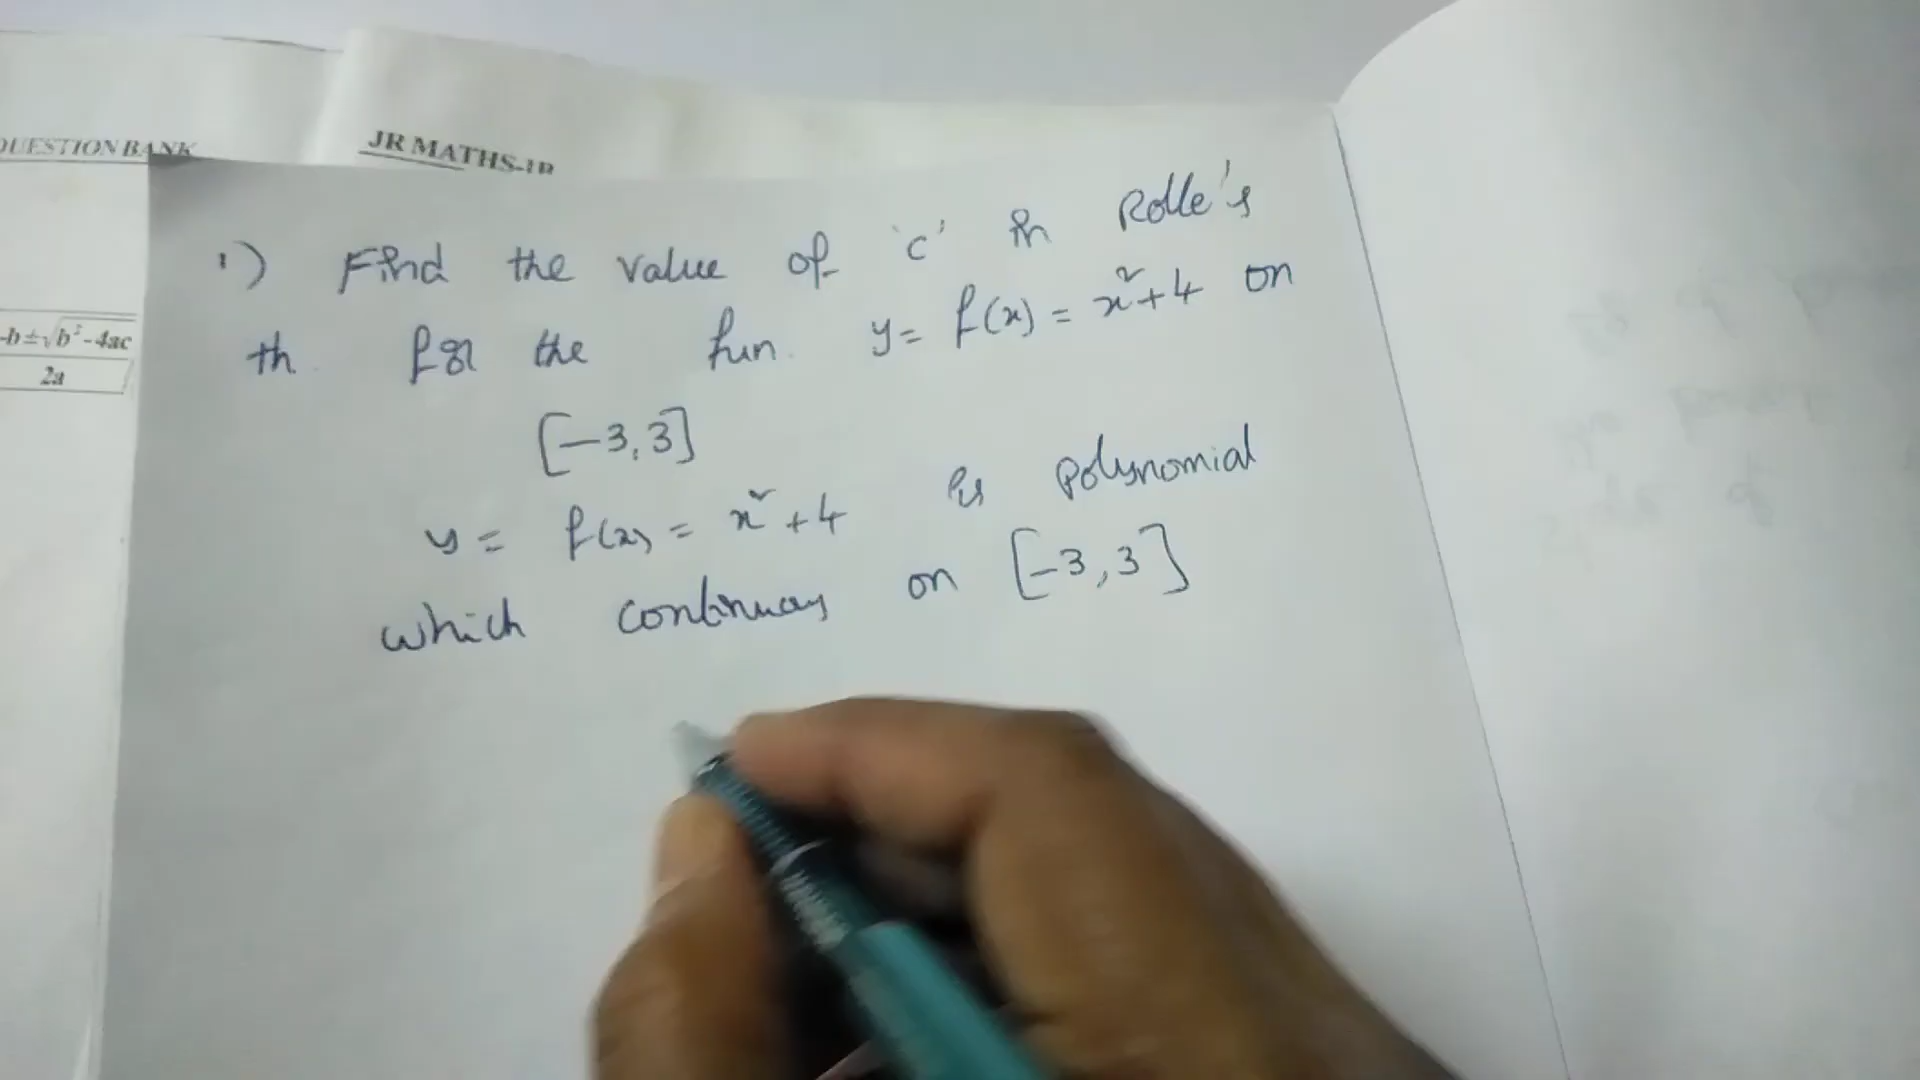 QUESTION BANK
JR MATHS-1B
-b±√b²-4ac
2a
1) Find the value of 'c' in Rolle's
th. for the fun. y= f(x) = x²+4 on
[-3,3]
y = f(x) = x²+4 is polynomial
which continuous on [-3,3]